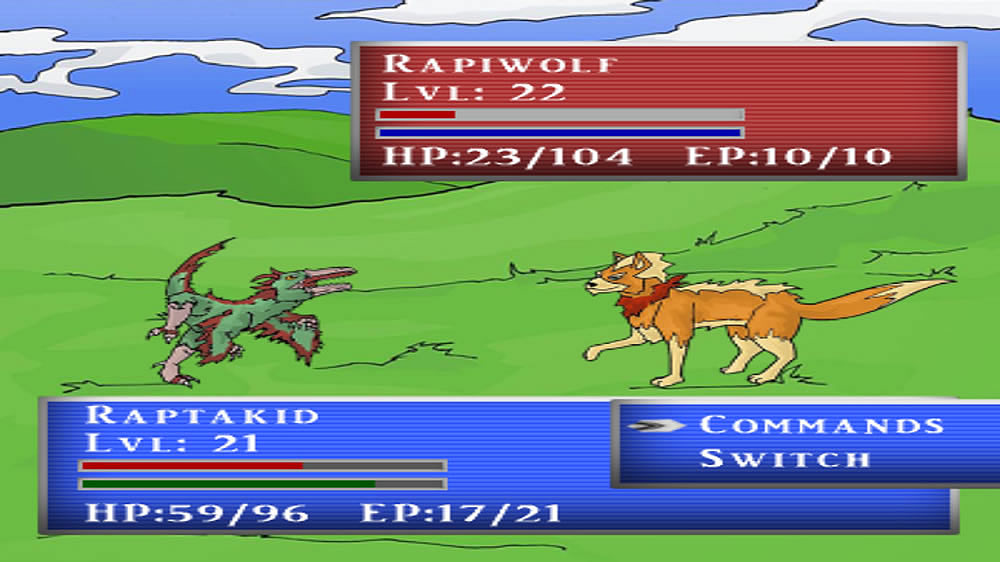 Rapiwolf
Lvl: 22
HP:23/104 EP:10/10
Raptakid
Lvl: 21
HP:59/96 EP:17/21
Commands
Switch